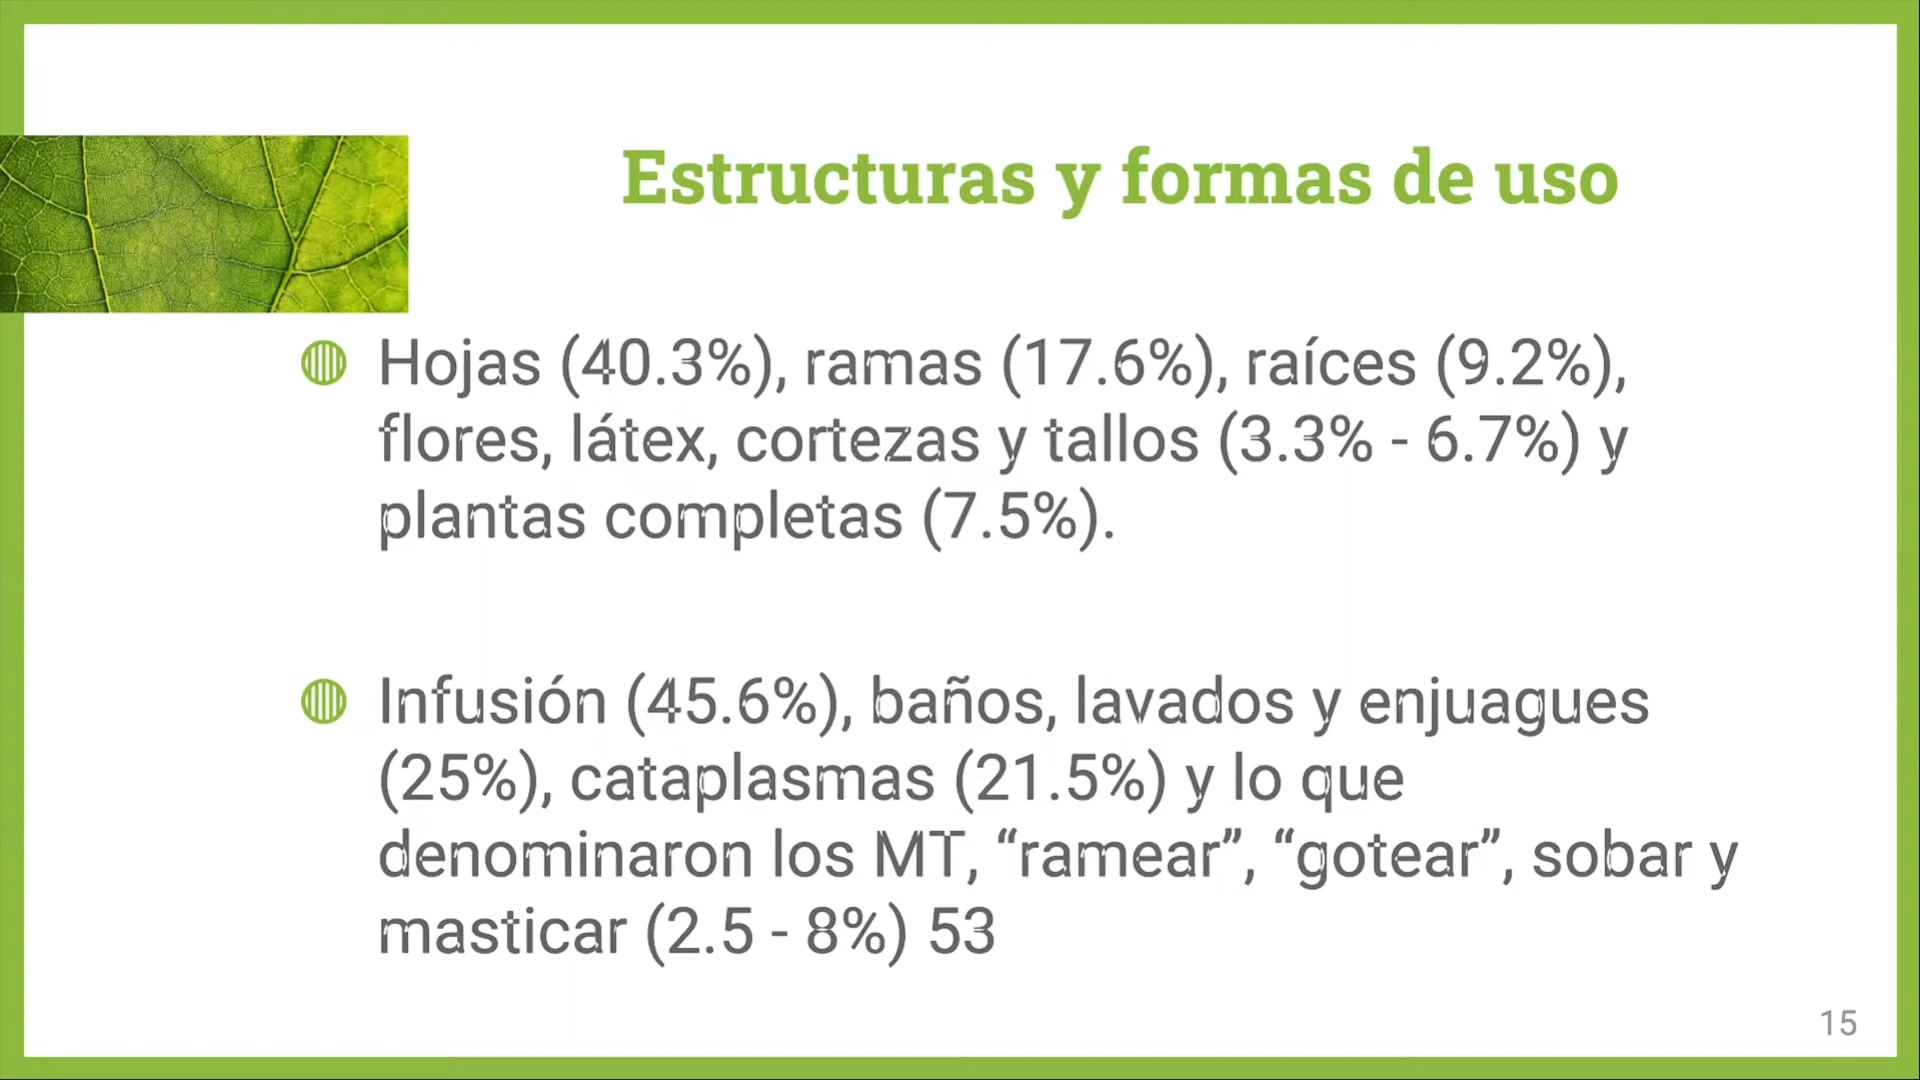 Estructuras y formas de uso
Hojas (40.3%), ramas (17.6%), raíces (9.2%),
flores, látex, cortezas y tallos (3.3% - 6.7%) y
plantas completas (7.5%).
Infusión (45.6%), baños, lavados y enjuagues
(25%), cataplasmas (21.5%) y lo que
denominaron los MT, “ramear”, “gotear”, sobar y
masticar (2.5 - 8%) 53
15